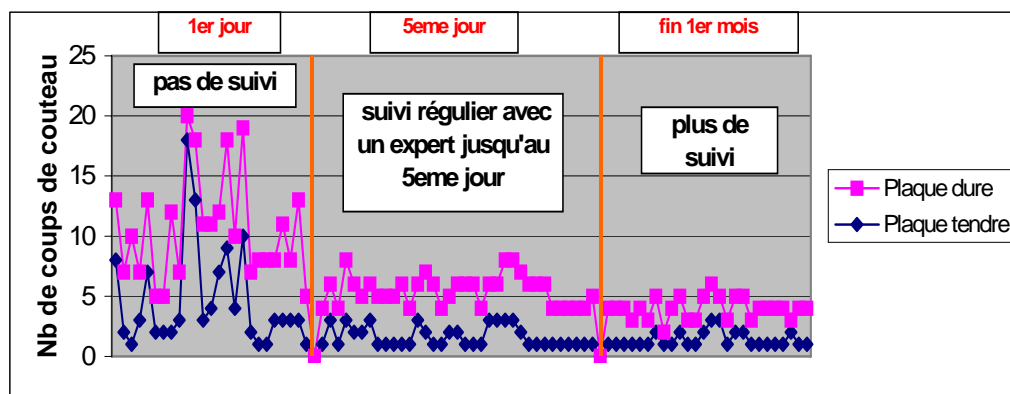 1er jour
5eme jour
fin 1er mois
Nb de coups de couteau
25
20
15
10
5
0
pas de suivi
suivi régulier avec
un expert jusqu'au
5eme jour
plus de
suivi
Plaque dure
Plaque tendre